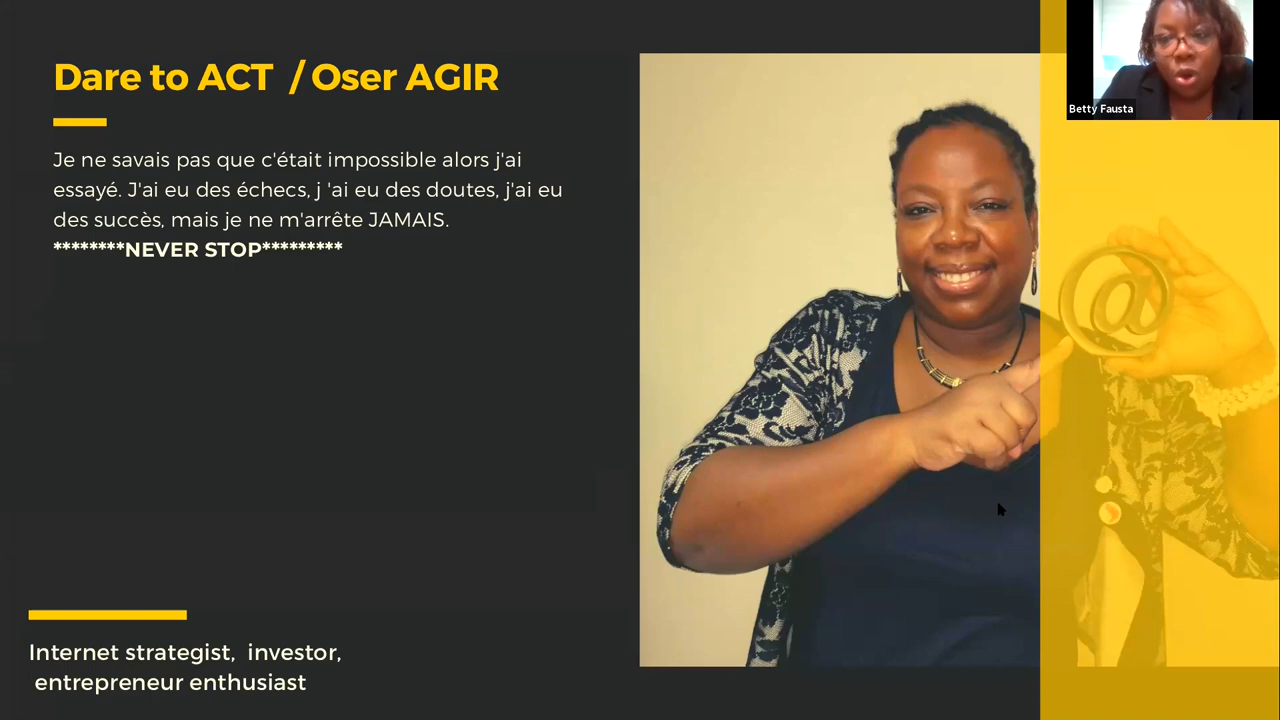 Dare to ACT / Oser AGIR
Je ne savais pas que c'était impossible alors j'ai
essayé. J'ai eu des échecs, j 'ai eu des doutes, j'ai eu
des succès, mais je ne m'arrête JAMAIS.
********NEVER STOP*********
Internet strategist, investor,
entrepreneur enthusiast
Betty Fausta
@